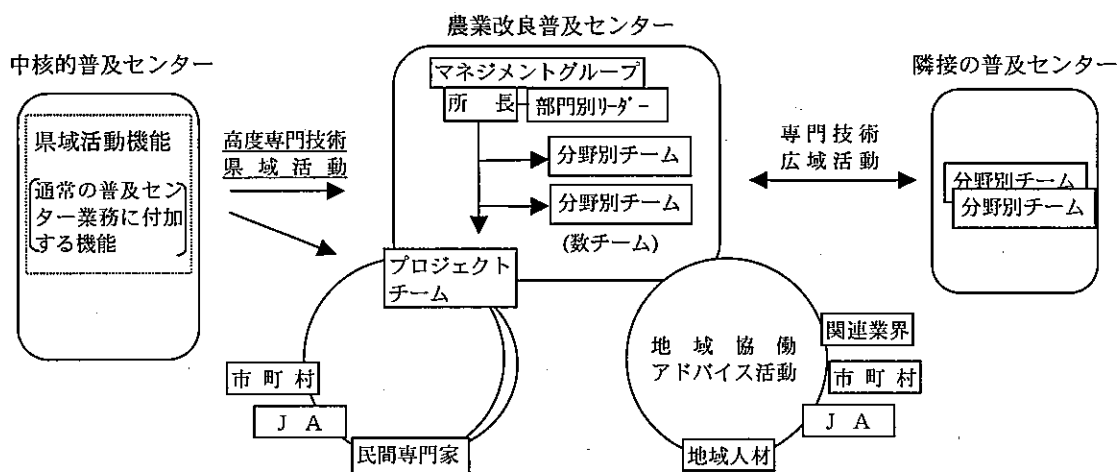 農業改良普及センター
中核的普及センター
隣接の普及センター
マネジメントグループ
所 長
部門別リーダー
県域活動機能
通常の普及セン
ター業務に付加
する機能
高度専門技術
県域活動
分野別チーム
分野別チーム
(数チーム)
専門技術
広域活動
分野別チーム
分野別チーム
プロジェクト
チーム
市町村
JA
民間専門家
地域協働
アドバイス活動
関連業界
市町村
JA
地域人材